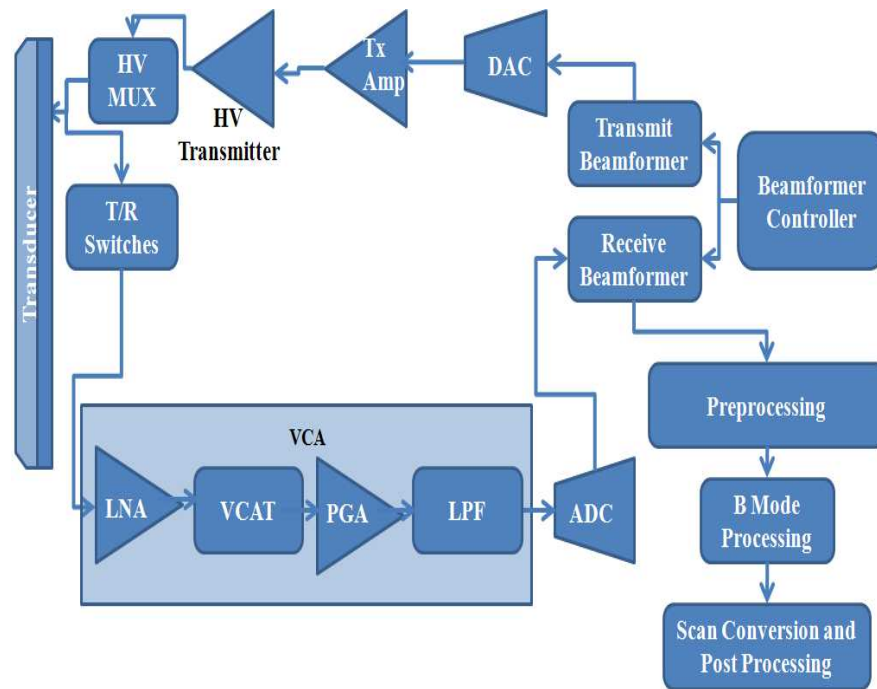 HV
MUX
HV
Transmitter
Tx
Amp
DAC
Transmit
Beamformer
Beamformer
Controller
Receive
Beamformer
T/R
Switches
Transducer
VCA
LNA
VCAT
PGA
LPF
ADC
Preprocessing
B Mode
Processing
Scan Conversion and
Post Processing